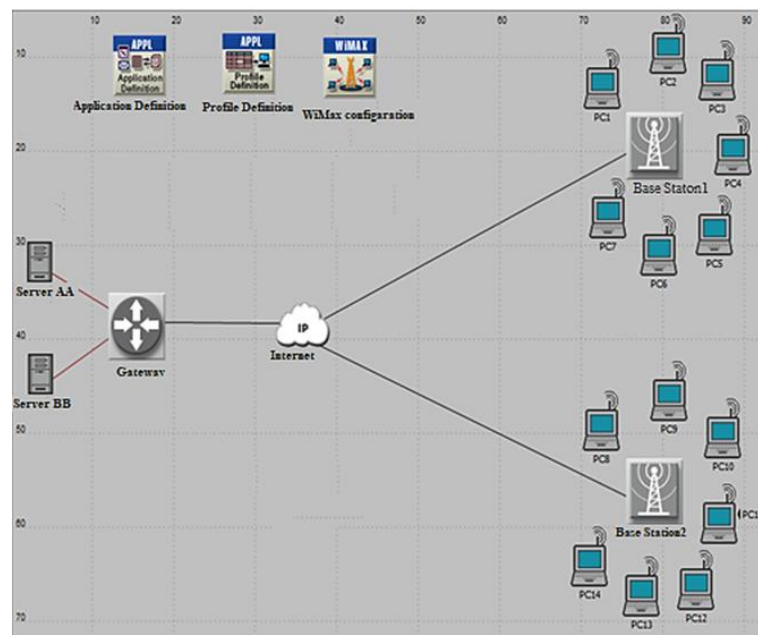 0 10 20 30 40 50 60 70 80 90
10
APPL
Application
Definition
Application Definition
APPL
Profile
Definition
Profile Definition
WiMAX
WiMax configaration
PC1
PC2
PC3
20
Base Staton1
PC4
PC7
PC6
PC5
30
Server AA
40
IP
Internet
Gateway
Server BB
PC8
PC9
PC10
50
Base Station2
PC1
60
PC14
PC13
PC12
70